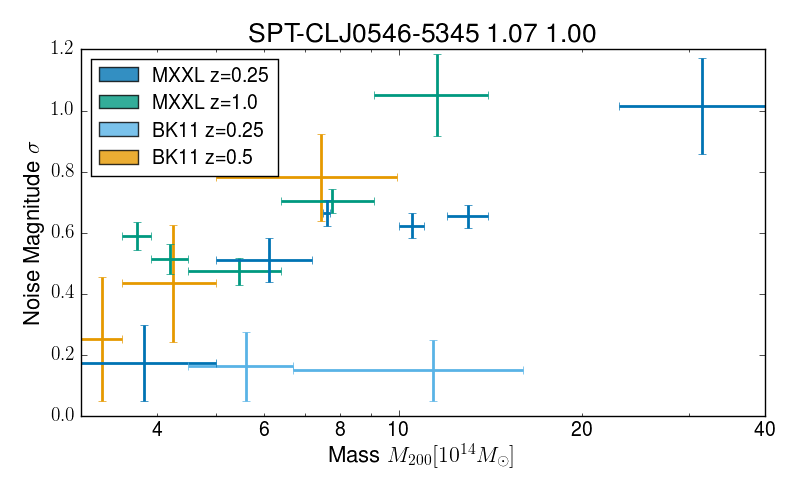 SPT-CLJ0546-5345 1.07 1.00
1.2
1.0
0.8
0.6
0.4
0.2
0.0
Noise Magnitude σ
MXXL z=0.25
MXXL z=1.0
BK11 z=0.25
BK11 z=0.5
4 6 8 10 20 40
Mass M₂₀₀[10¹⁴M☉]